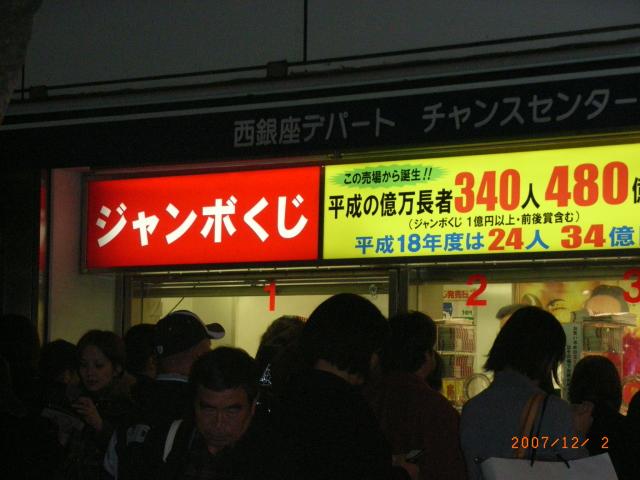 西銀座デパート チャンスセンター
ジャンボくじ
この売場から誕生!!
平成の億万長者340人480億
(ジャンボくじ1億円以上・前後賞含む)
平成18年度は24人 34億
1
2
3
2007/12/ 2